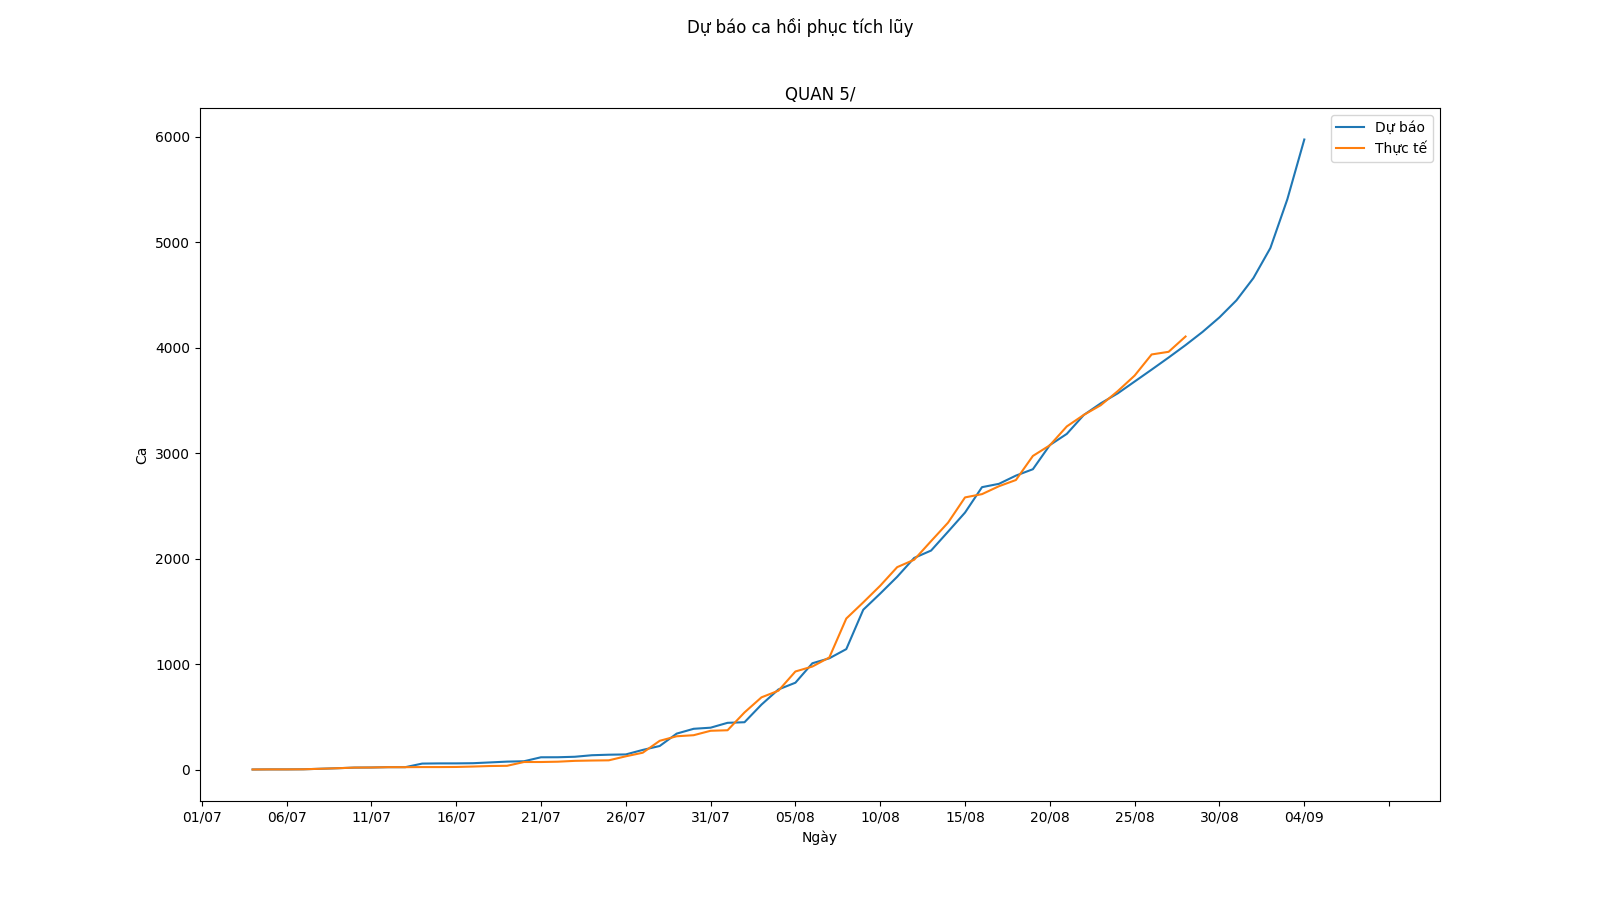 Dự báo ca hồi phục tích lũy
QUAN 5/
Dự báo
Thực tế
6000
5000
4000
3000
2000
1000
0
Ca
01/07 06/07 11/07 16/07 21/07 26/07 31/07 05/08 10/08 15/08 20/08 25/08 30/08 04/09
Ngày